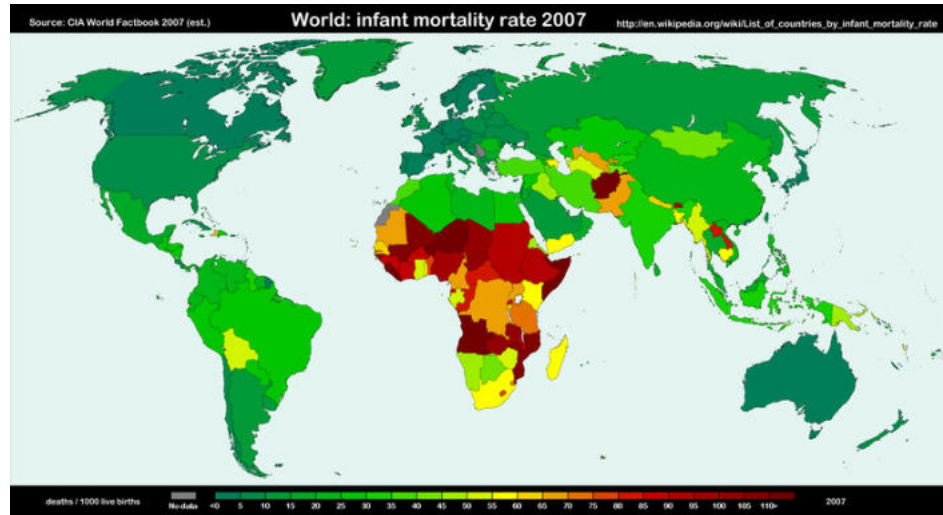 Source: CIA World Factbook 2007 (est.)
World: infant mortality rate 2007
http://en.wikipedia.org/wiki/List_of_countries_by_infant_mortality_rate
deaths / 1000 live births
No data
<0 5 10 15 20 25 30 35 40 45 50 55 60 65 70 75 80 85 90 95 100 105 110>
2007